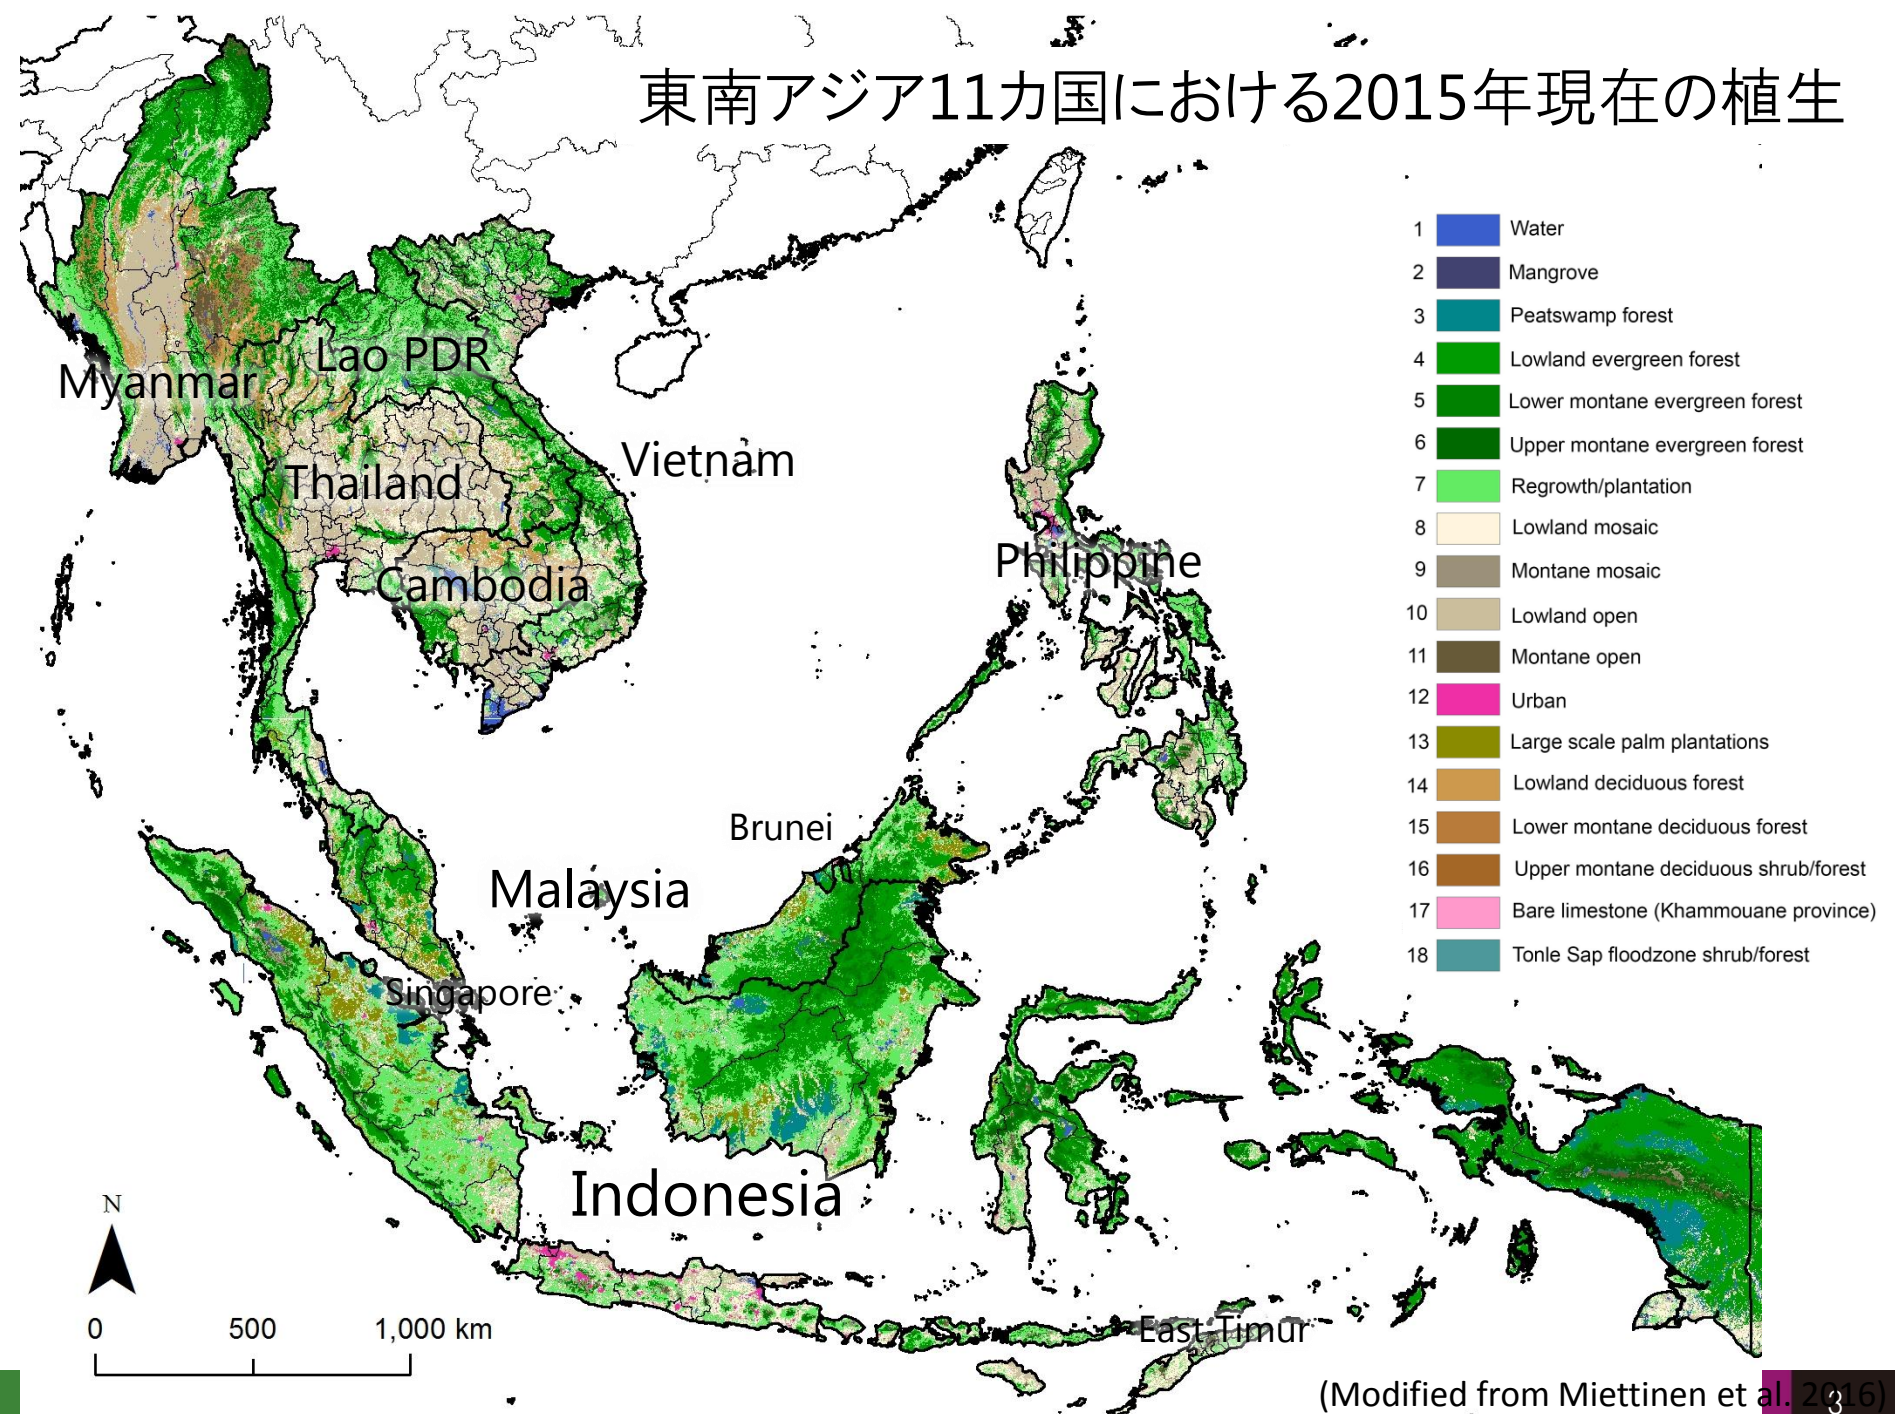 東南アジア11カ国における2015年現在の植生
1 Water
2 Mangrove
3 Peatswamp forest
4 Lowland evergreen forest
5 Lower montane evergreen forest
6 Upper montane evergreen forest
7 Regrowth/plantation
8 Lowland mosaic
9 Montane mosaic
10 Lowland open
11 Montane open
12 Urban
13 Large scale palm plantations
14 Lowland deciduous forest
15 Lower montane deciduous forest
16 Upper montane deciduous shrub/forest
17 Bare limestone (Khammouane province)
18 Tonle Sap floodzone shrub/forest
Lao PDR
Myanmar
Vietnam
Thailand
Philippine
Cambodia
Brunei
Malaysia
Singapore
Indonesia
East-Timur
N
0 500 1,000 km
(Modified from Miettinen et al. 2016)
3